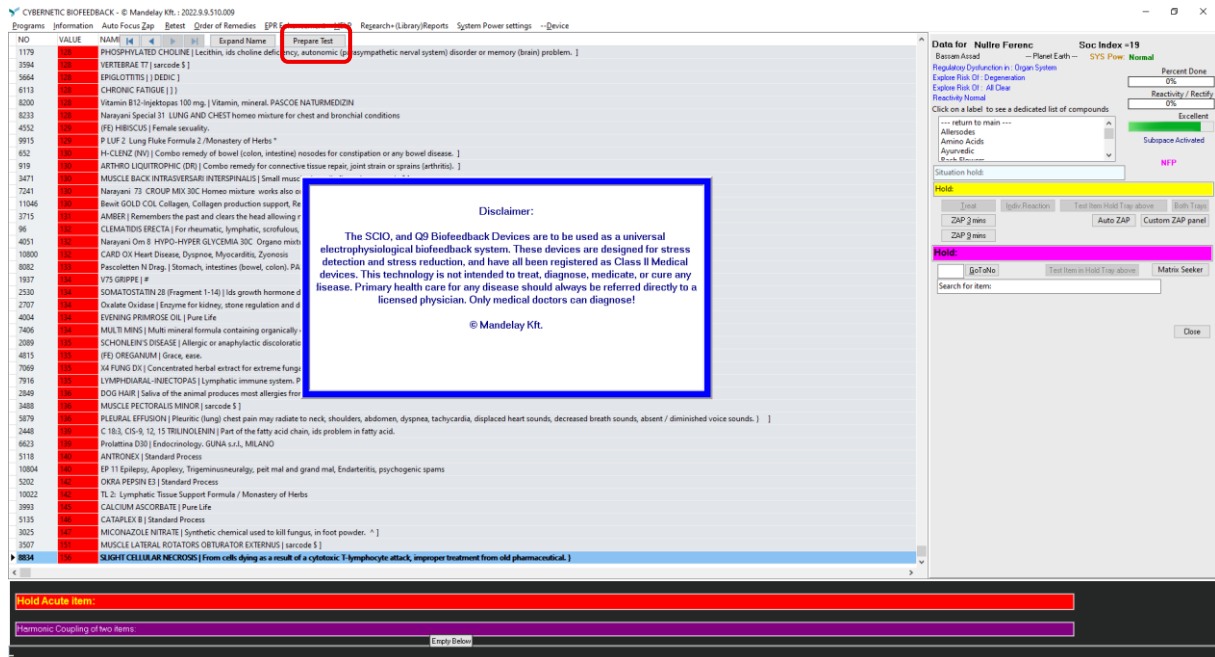 CYBERNETIC BIOFEEDBACK - © Mandelay Kft. : 2022.9.9.510.009
Programs Information Auto Focus Zap Retest Order of Remedies Research+(Library)Reports System Power settings --Device
NO VALUE Expand Name Prepare Test
1179 128 PHOSPHYLATED CHOLINE | Lecithin, ids choline deficiency, autonomic (parasympathetic nerval system) disorder or memory (brain) problem. ]
3594 128 VERTEBRAE T7 | sarcode $ ]
5664 128 EPIGLOTTITIS | ) DEDIC ]
6113 128 CHRONIC FATIGUE | ] )
8200 128 Vitamin B12-Injektopas 100 mg. | Vitamin, mineral. PASCOE NATURMEDIZIN
8233 128 Narayani Special 31 LUNG AND CHEST homeo mixture for chest and bronchial conditions
4552 129 (FE) HIBISCUS | Female sexuality.
9915 129 P LUF 2 Lung Fluke Formula 2 /Monastery of Herbs *
652 130 H-CLENZ (NV) | Combo remedy of bowel (colon, intestine) nosodes for constipation or any bowel disease. ]
919 130 ARTHRO LIQUITROPHIC (DR) | Combo remedy for connective tissue repair, joint strain or sprains (arthritis). ]
3471 130 MUSCLE BACK INTRASVERSARI INTERSPINALIS | Small
7241 130 Narayani 73 CROUP MIX 30C Homeo mixture works also
11046 130 Bewit GOLD COL Collagen, Collagen production support,
3715 131 AMBER | Remembers the past and clears the head allowing
96 132 CLEMATIDIS ERECTA | For rheumatic, lymphatic, scrofulous,
4051 132 Narayani Om 8 HYPO-HYPER GLYCEMIA 30C Organo
10800 132 CARD OX Heart Disease, Dyspnoe, Myocarditis, Zyonosis
8082 133 Pascoletten N Drag. | Stomach, intestines (bowel, colon).
1937 134 V75 GRIPPE | #
2530 134 SOMATOSTATIN 28 (Fragment 1-14) | Ids growth hormone
2707 134 Oxalate Oxidase | Enzyme for kidney, stone regulation and
4004 134 EVENING PRIMROSE OIL | Pure Life
7406 134 MULTI MINS | Multi mineral formula containing organically
2089 135 SCHONLEIN'S DISEASE | Allergic or anaphylactic
4815 135 (FE) OREGANUM | Grace, ease.
7069 135 X4 FUNG DX | Concentrated herbal extract for extreme
7916 135 LYMPHDIARAL-INJECTOPAS | Lymphatic immune system.
2849 136 DOG HAIR | Saliva of the animal produces most allergies
3488 136 MUSCLE PECTORALIS MINOR | sarcode $ ]
5879 136 PLEURAL EFFUSION | Pleuritic (lung) chest pain may radiate to neck, shoulders, abdomen, dyspnea, tachycardia, displaced heart sounds, decreased breath sounds, absent / diminished voice sounds. ] ]
2448 139 C 18:3, CIS-9, 12, 15 TRILINOLENIN | Part of the fatty acid chain, ids problem in fatty acid.
6623 139 Prolattina D30 | Endocrinology. GUNA s.r.l., MILANO
5118 140 ANTRONEX | Standard Process
10804 140 EP 11 Epilepsy, Apoplexy, Trigeminusneuralgy, peit mal and grand mal, Endarteritis, psychogenic spams
5202 142 OKRA PEPSIN E3 | Standard Process
10022 142 TL 2: Lymphatic Tissue Support Formula / Monastery of Herbs
3993 145 CALCIUM ASCORBATE | Pure Life
5135 146 CATAPLEX B | Standard Process
3025 147 MICONAZOLE NITRATE | Synthetic chemical used to kill fungus, in foot powder. ^ ]
3507 151 MUSCLE LATERAL ROTATORS OBTURATOR EXTERNUS | sarcode $ ]
8834 156 SLIGHT CELLULAR NECROSIS | From cells dying as a result of a cytotoxic T-lymphocyte attack, improper treatment from old pharmaceutical. ]
Disclaimer:
The SCIO, and Q9 Biofeedback Devices are to be used as a universal
electrophysiological biofeedback system. These devices are designed for stress
detection and stress reduction, and have all been registered as Class II Medical
devices. This technology is not intended to treat, diagnose, medicate, or cure any
lisease. Primary health care for any disease should always be referred directly to a
licensed physician. Only medical doctors can diagnose!
© Mandelay Kft.
Data for Nullre Ferenc Soc Index =19
Bassam Asad --- Planet Earth --- SYS Pow: Normal
Regulatory Dysfunction in : Organ System
Percent Done
Explore Risk Of : Degeneration
0%
Explore Risk Of : All Clear
Reactivity / Rectify
Reactivity Normal
0%
Click on a label to see a dedicated list of compounds
Excellent
--- return to main ---
Allersodes
Amino Acids
Subspace Activated
Ayurvedic
NFP
Situation hold:
Hold:
Treat Indiv Reaction Test Item Hold Tray above Both Trays
ZAP 3 mins Auto ZAP Custom ZAP panel
ZAP 9 mins
Hold:
GoToNo Test Item in Hold Tray above Matrix Seeker
Search for item:
Close
Hold Acute item:
Harmonic Coupling of two items:
Empty Below